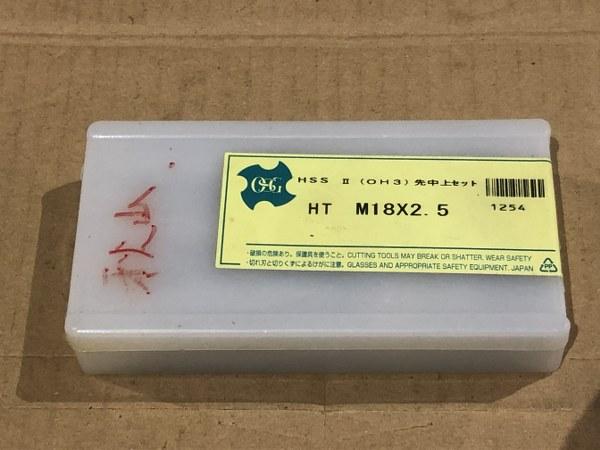 OSG
HSS II (OH3) 先中上セット
HT M18X2.5
1254
・破損の危険あり。保護具を使うこと。CUTTING TOOLS MAY BREAK OR SHATTER. WEAR SAFETY
・切れ刃と切りくずによるけがに注意。GLASSES AND APPROPRIATE SAFETY EQUIPMENT. JAPAN
PP
秋山